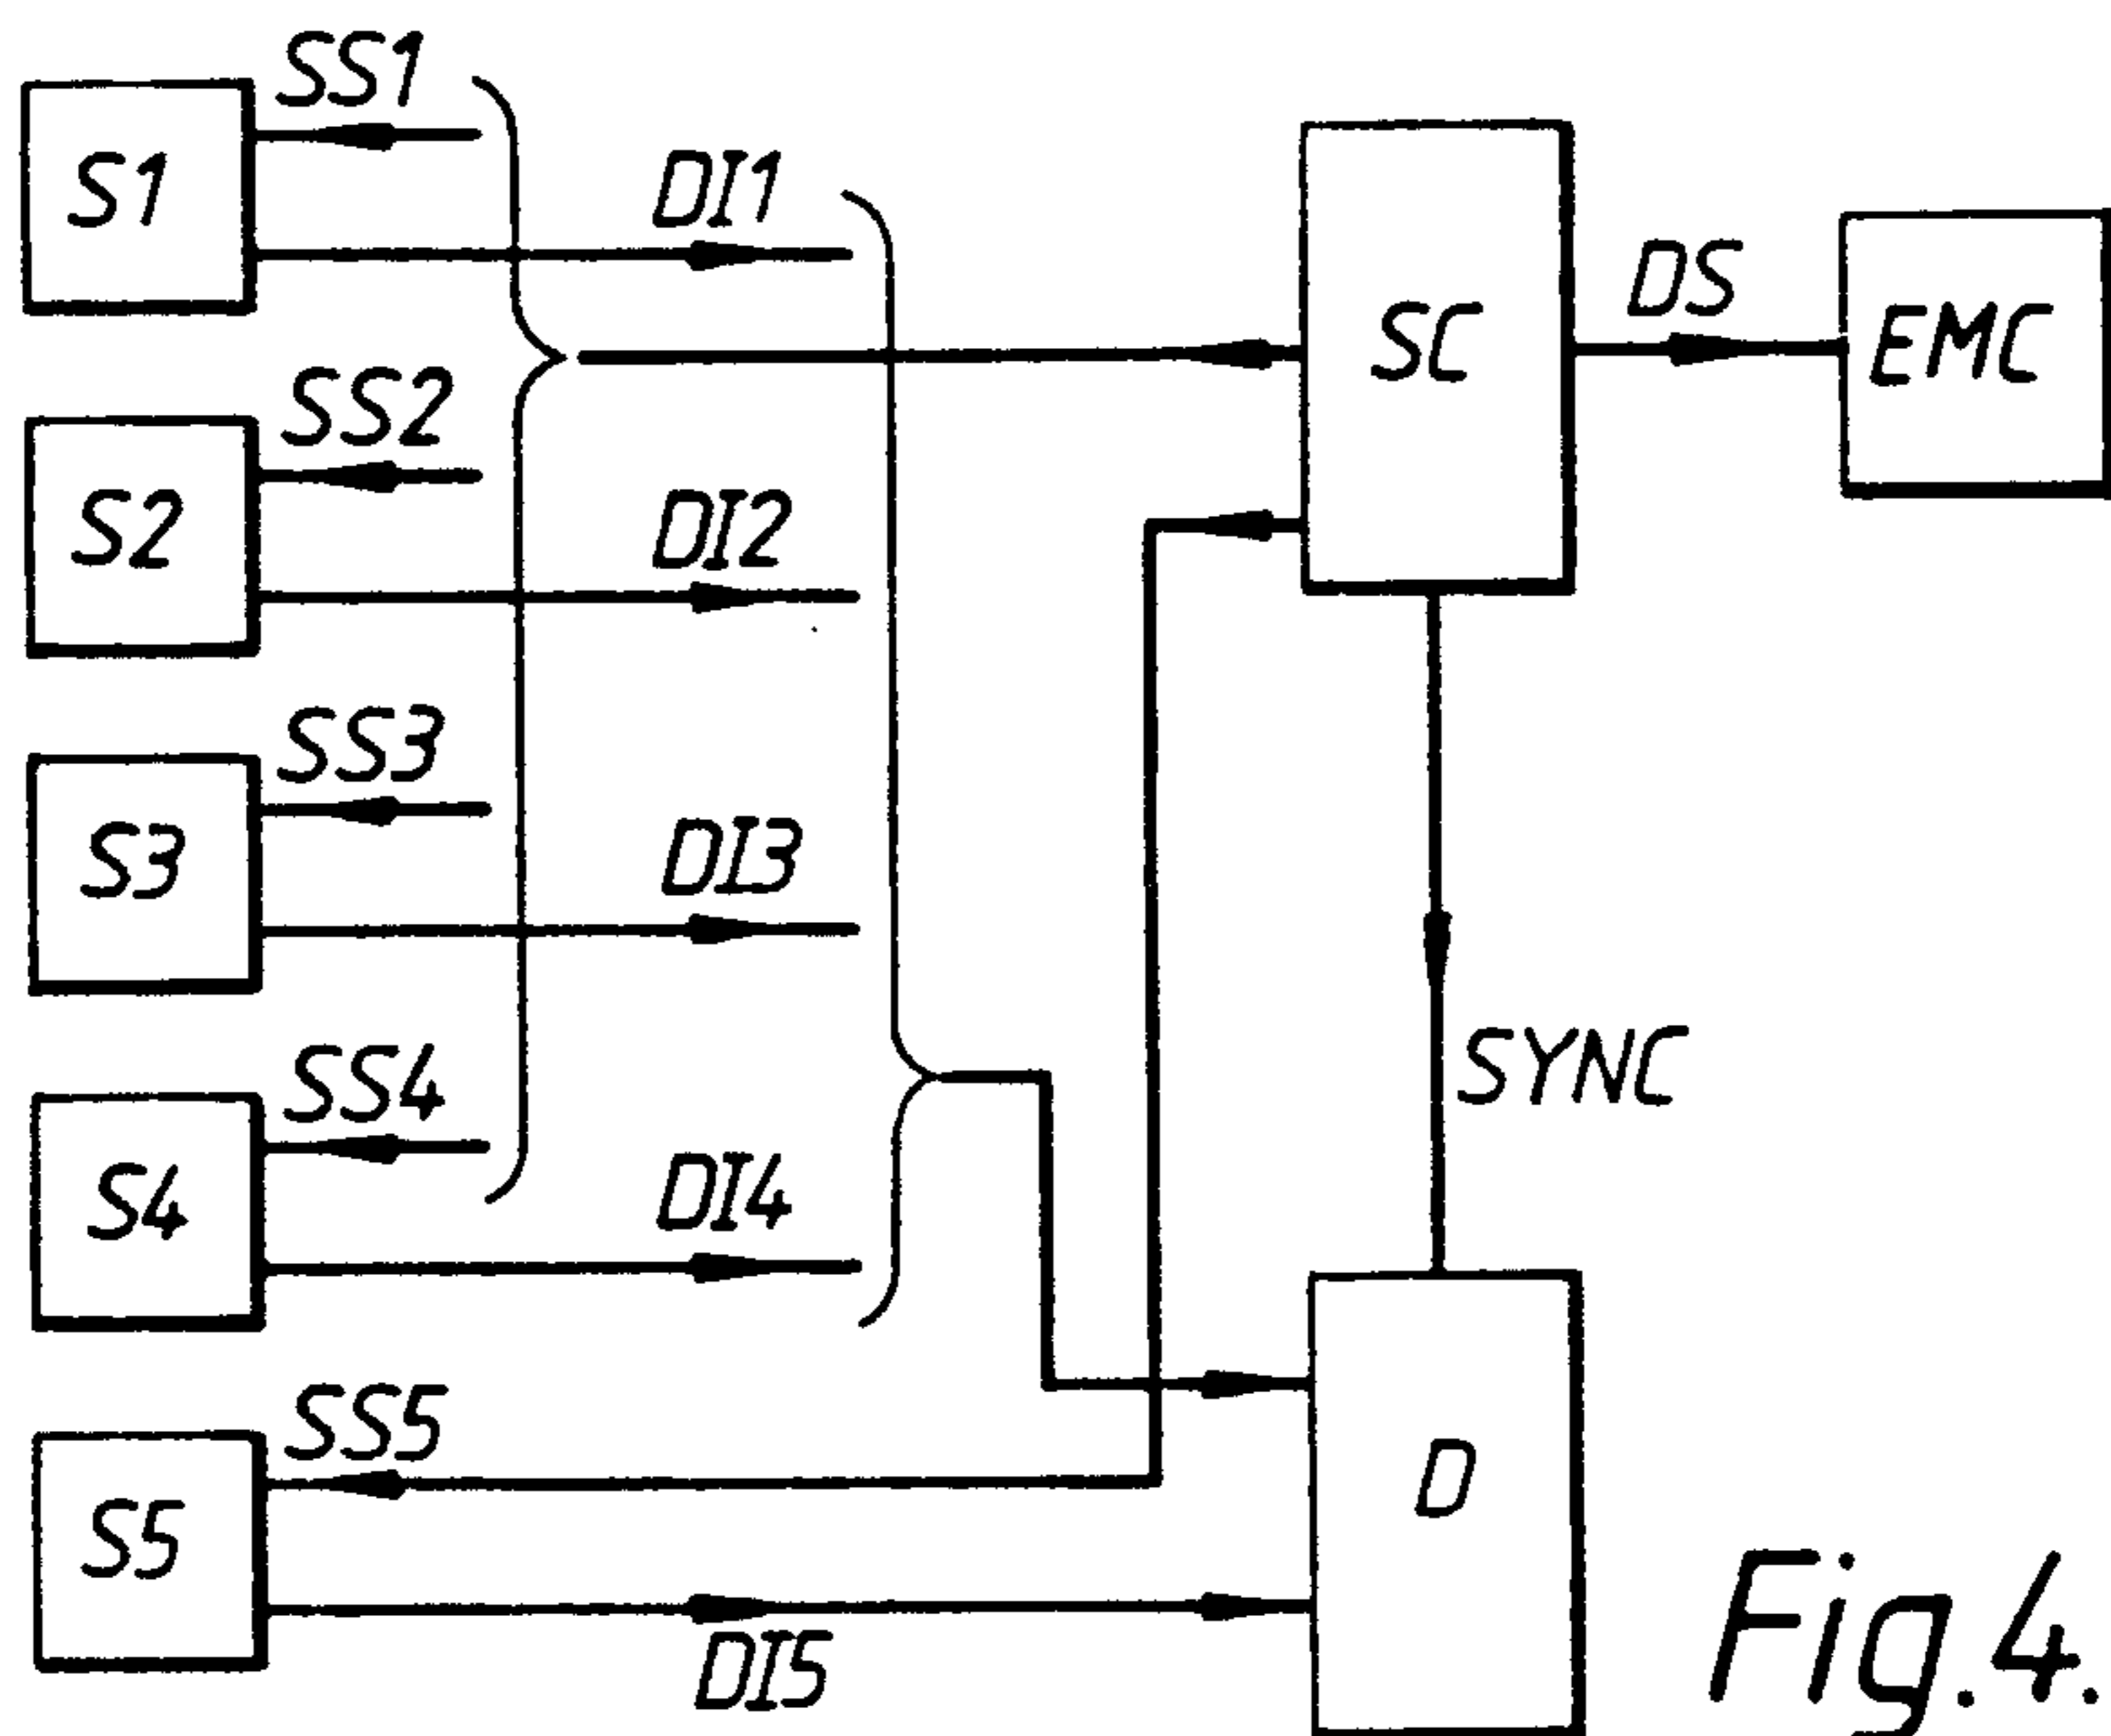 SS1
S1
DI1
SC
DS
EMC
SS2
S2
DI2
SS3
S3
DI3
SYNC
SS4
S4
DI4
SS5
S5
D
DI5
Fig.4.